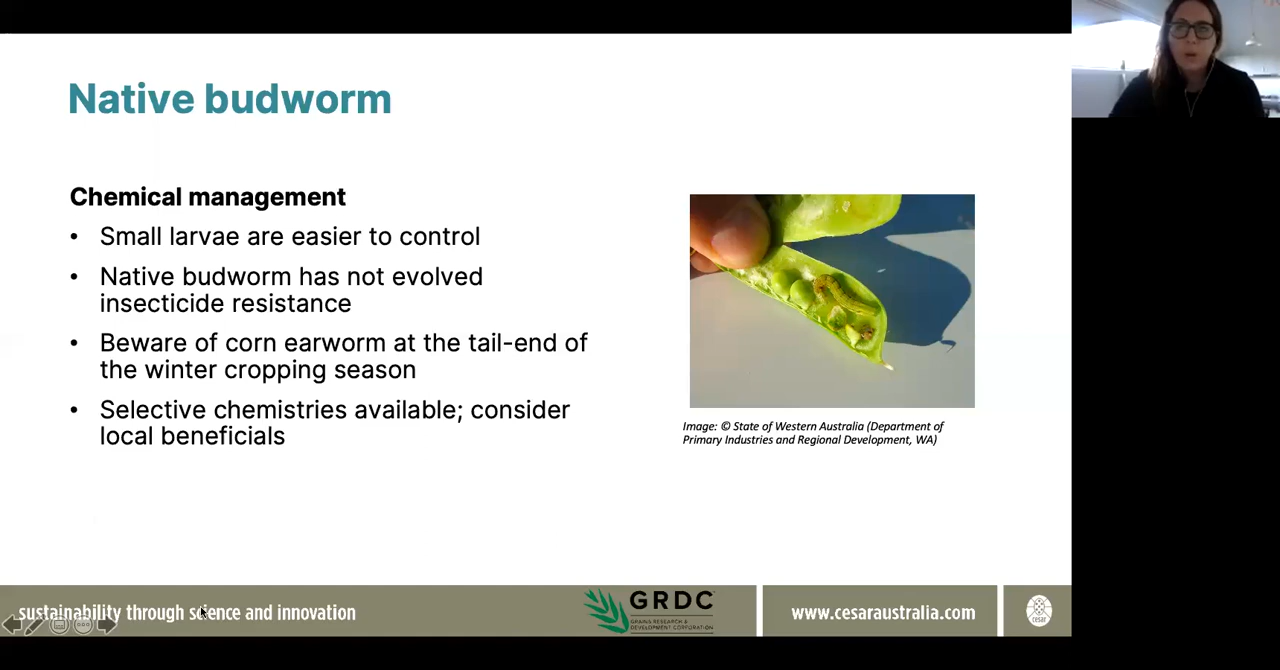 Native budworm
Chemical management
• Small larvae are easier to control
• Native budworm has not evolved
insecticide resistance
• Beware of corn earworm at the tail-end of
the winter cropping season
• Selective chemistries available; consider
local beneficials
Image: © State of Western Australia (Department of
Primary Industries and Regional Development, WA)
sustainability through science and innovation
GRDC
GRAINS RESEARCH &
DEVELOPMENT CORPORATION
www.cesaraustralia.com
cesar